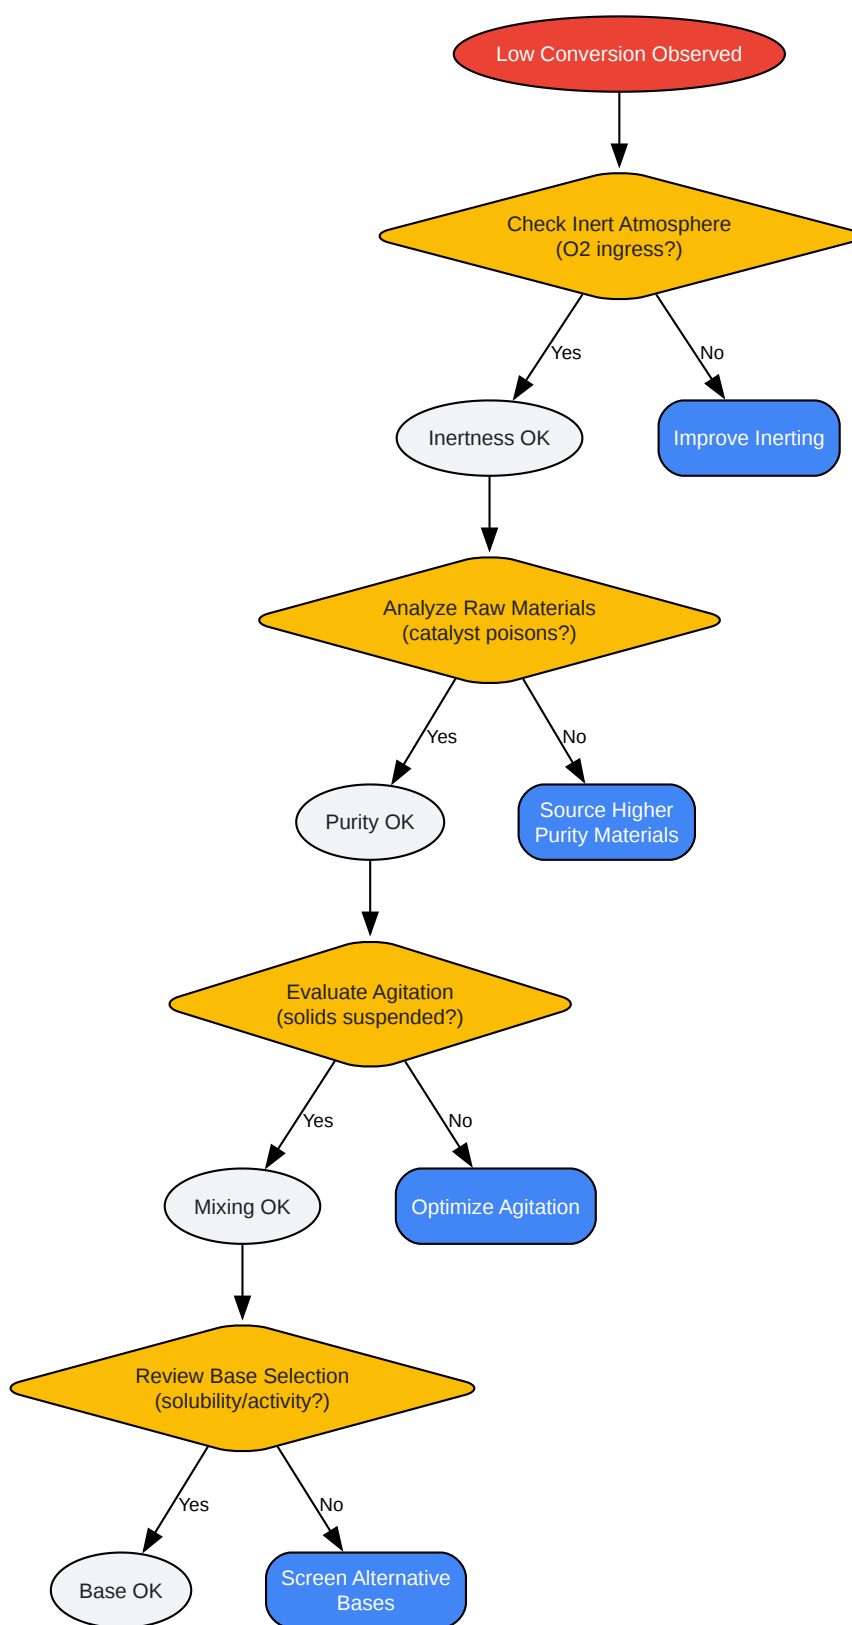 Low Conversion Observed
Check Inert Atmosphere
(O2 ingress?)
Yes
No
Inertness OK
Improve Inerting
Analyze Raw Materials
(catalyst poisons?)
Yes
No
Purity OK
Source Higher
Purity Materials
Evaluate Agitation
(solids suspended?)
Yes
No
Mixing OK
Optimize Agitation
Review Base Selection
(solubility/activity?)
Yes
No
Base OK
Screen Alternative
Bases